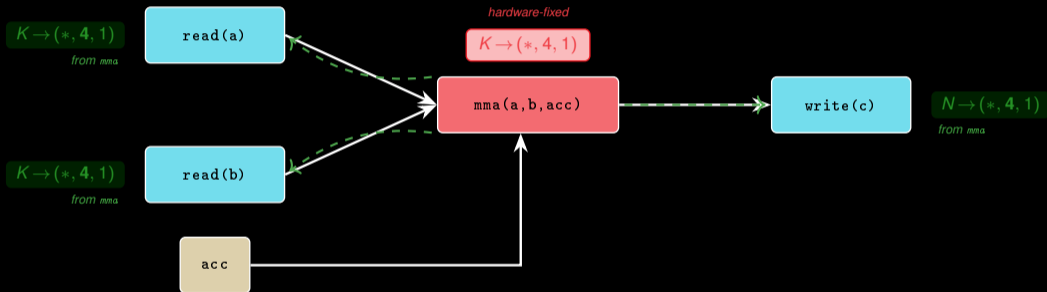 hardware-fixed
K→(∗, 4, 1)
read(a)
K→(∗, 4, 1)
from mma
mma(a,b,acc)
write(c)
N→(∗, 4, 1)
from mma
read(b)
K→(∗, 4, 1)
from mma
acc